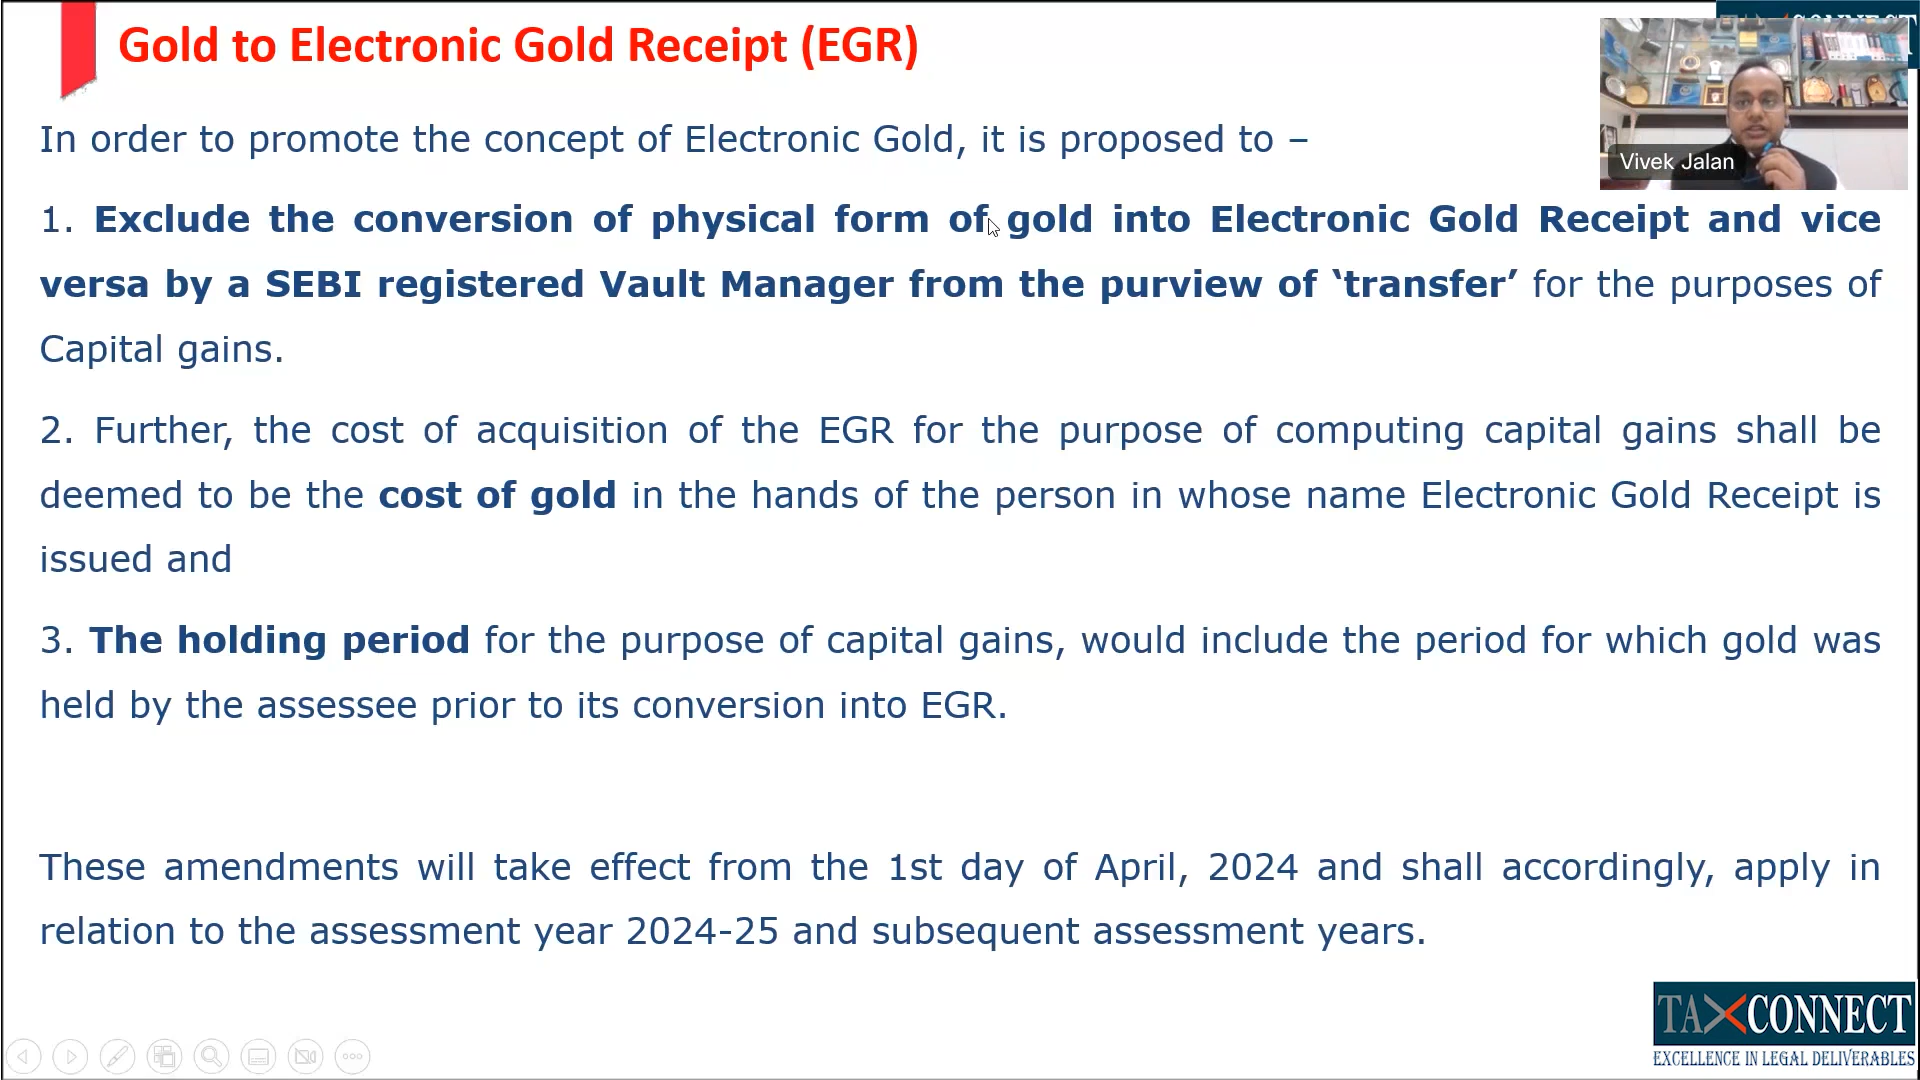 Gold to Electronic Gold Receipt (EGR)
In order to promote the concept of Electronic Gold, it is proposed to –
Vivek Jalan
1. Exclude the conversion of physical form of gold into Electronic Gold Receipt and vice
versa by a SEBI registered Vault Manager from the purview of ‘transfer’ for the purposes of
Capital gains.
2. Further, the cost of acquisition of the EGR for the purpose of computing capital gains shall be
deemed to be the cost of gold in the hands of the person in whose name Electronic Gold Receipt is
issued and
3. The holding period for the purpose of capital gains, would include the period for which gold was
held by the assessee prior to its conversion into EGR.
These amendments will take effect from the 1st day of April, 2024 and shall accordingly, apply in
relation to the assessment year 2024-25 and subsequent assessment years.
TAXCONNECT
EXCELLENCE IN LEGAL DELIVERABLES